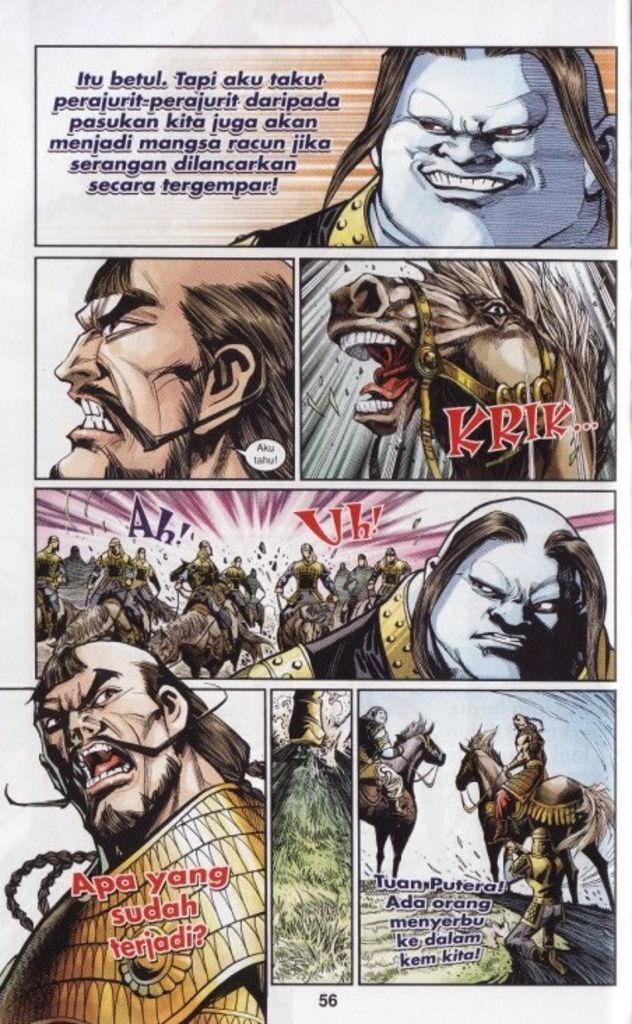 Itu betul. Tapi aku takut
perajurit-perajurit daripada
pasukan kita juga akan
menjadi mangsa racun jika
serangan dilancarkan
secara tergempar!
Aku
tahu!
KRIK...
Ah!
Uh!
Apa yang
sudah
terjadi?
Tuan Putera!
Ada orang
menyerbu
ke dalam
kem kita!
56